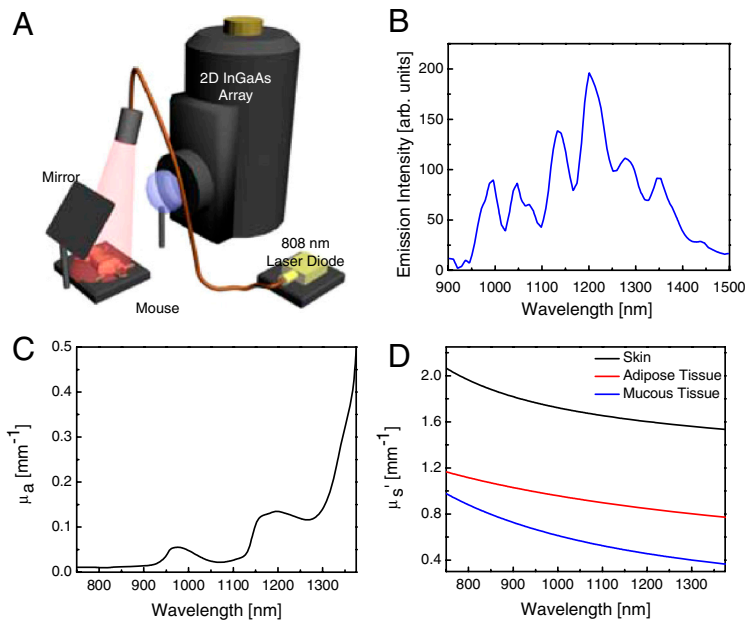 A
2D InGaAs
Array
Mirror
808 nm
Laser Diode
Mouse
B
Emission Intensity [arb. units]
200
150
100
50
0
900 1000 1100 1200 1300 1400 1500
Wavelength [nm]
C
μa [mm-1]
0.5
0.4
0.3
0.2
0.1
0.0
800 900 1000 1100 1200 1300
Wavelength [nm]
D
μs' [mm-1]
2.0
1.6
1.2
0.8
0.4
Skin
Adipose Tissue
Mucous Tissue
800 900 1000 1100 1200 1300
Wavelength [nm]